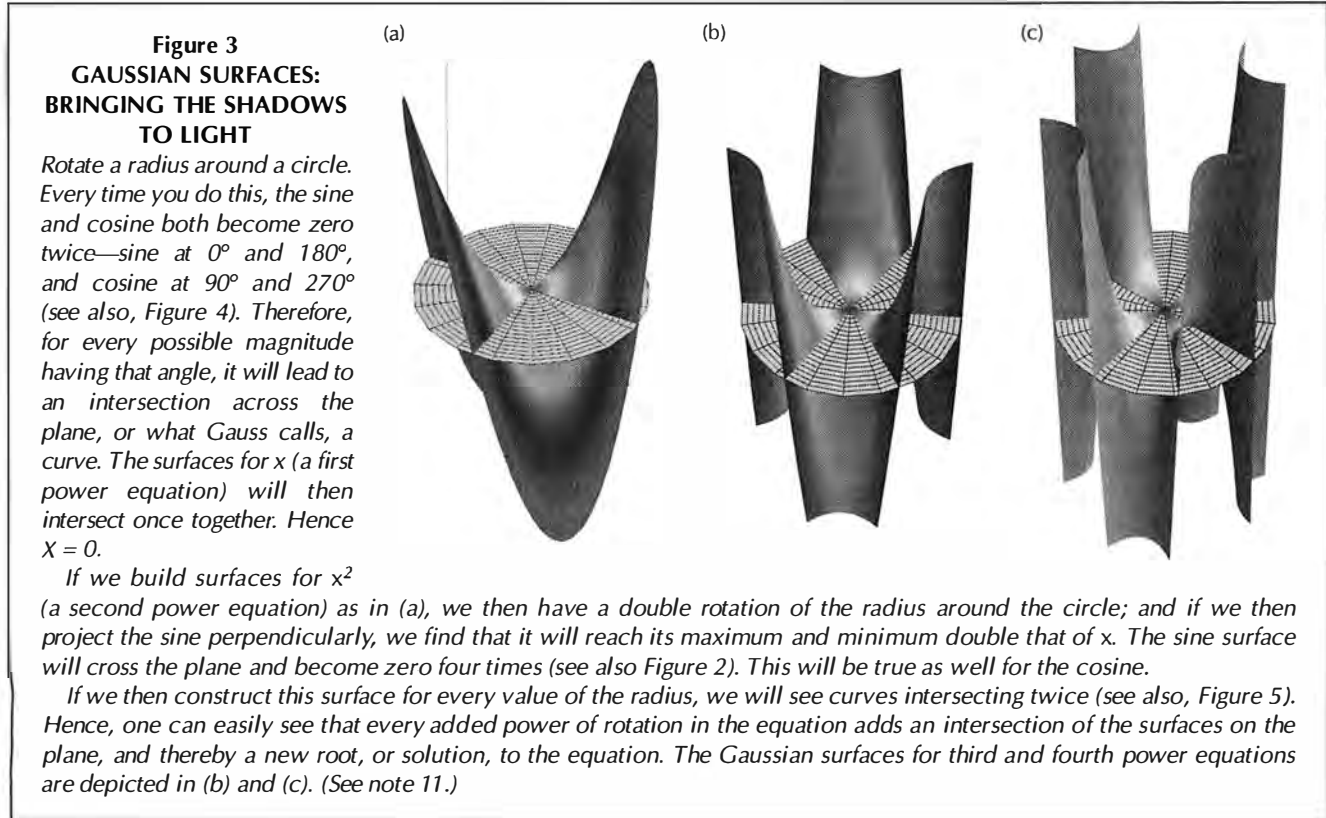 (a)
(b)
(c)
Figure 3
GAUSSIAN SURFACES:
BRINGING THE SHADOWS
TO LIGHT
Rotate a radius around a circle.
Every time you do this, the sine
and cosine both become zero
twice—sine at 0° and 180°,
and cosine at 90° and 270°
(see also, Figure 4). Therefore,
for every possible magnitude
having that angle, it will lead to
an intersection across the
plane, or what Gauss calls, a
curve. The surfaces for x (a first
power equation) will then
intersect once together. Hence
X = 0.
If we build surfaces for x²
(a second power equation) as in (a), we then have a double rotation of the radius around the circle; and if we then
project the sine perpendicularly, we find that it will reach its maximum and minimum double that of x. The sine surface
will cross the plane and become zero four times (see also Figure 2). This will be true as well for the cosine.
If we then construct this surface for every value of the radius, we will see curves intersecting twice (see also, Figure 5).
Hence, one can easily see that every added power of rotation in the equation adds an intersection of the surfaces on the
plane, and thereby a new root, or solution, to the equation. The Gaussian surfaces for third and fourth power equations
are depicted in (b) and (c). (See note 11.)